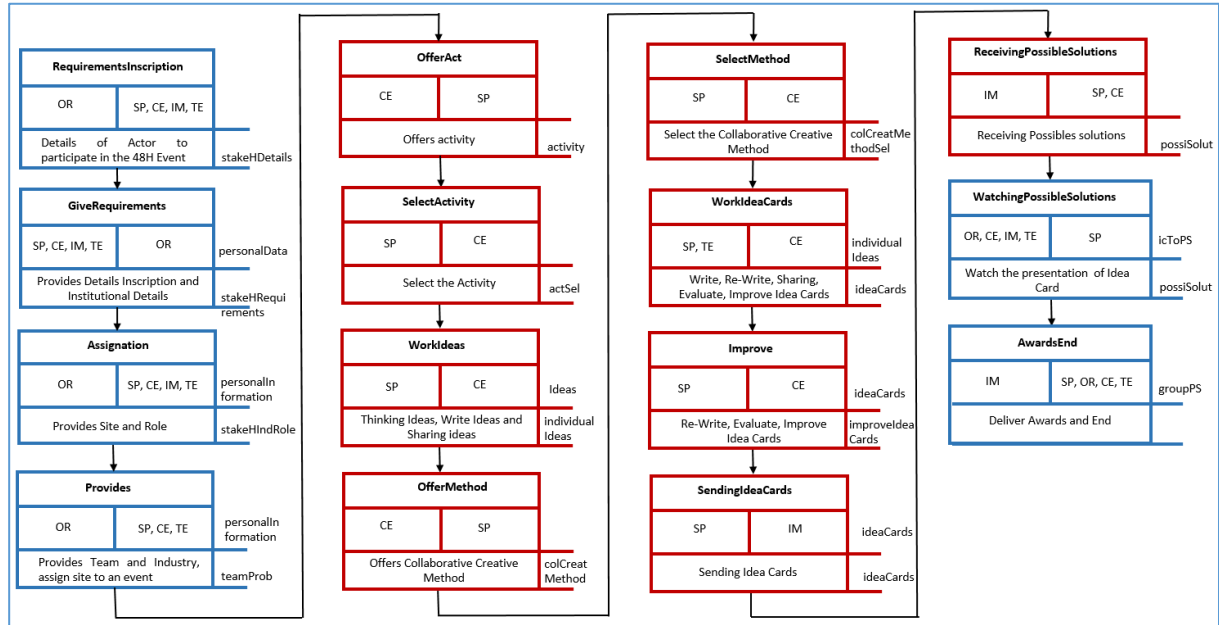 RequirementsInscription
OR
SP, CE, IM, TE
Details of Actor to
participate in the 48H Event
stakeHDetails
GiveRequirements
SP, CE, IM, TE
OR
personalData
Provides Details Inscription and
Institutional Details
stakeHRequi
rements
Assignation
OR
SP, CE, IM, TE
personalIn
formation
Provides Site and Role
stakeHIndRole
Provides
OR
SP, CE, TE
personalIn
formation
Provides Team and Industry,
assign site to an event
teamProb
OfferAct
CE
SP
Offers activity
activity
SelectActivity
SP
CE
Select the Activity
actSel
WorkIdeas
SP
CE
Ideas
Thinking Ideas, Write Ideas and
Sharing ideas
individual
Ideas
OfferMethod
CE
SP
Offers Collaborative Creative
Method
colCreat
Method
SelectMethod
SP
CE
Select the Collaborative Creative
Method
colCreatMe
thodSel
WorkIdeaCards
SP, TE
CE
individual
Ideas
Write, Re-Write, Sharing,
Evaluate, Improve Idea Cards
ideaCards
Improve
SP
CE
ideaCards
Re-Write, Evaluate, Improve
Idea Cards
improveIdea
Cards
SendingIdeaCards
SP
IM
ideaCards
Sending Idea Cards
ideaCards
ReceivingPossibleSolutions
IM
SP, CE
Receiving Possibles solutions
possiSolut
WatchingPossibleSolutions
OR, CE, IM, TE
SP
icToPS
Watch the presentation of Idea
Card
possiSolut
AwardsEnd
IM
SP, OR, CE, TE
groupPS
Deliver Awards and End